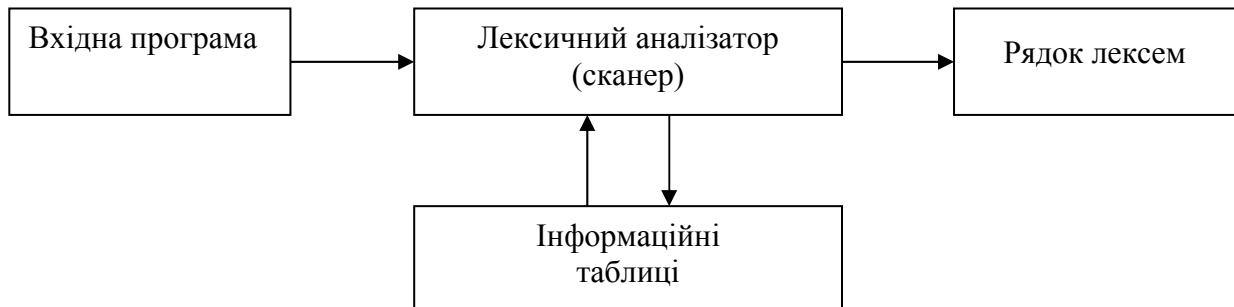 Вхідна програма
Лексичний аналізатор
(сканер)
Рядок лексем
Інформаційні
таблиці